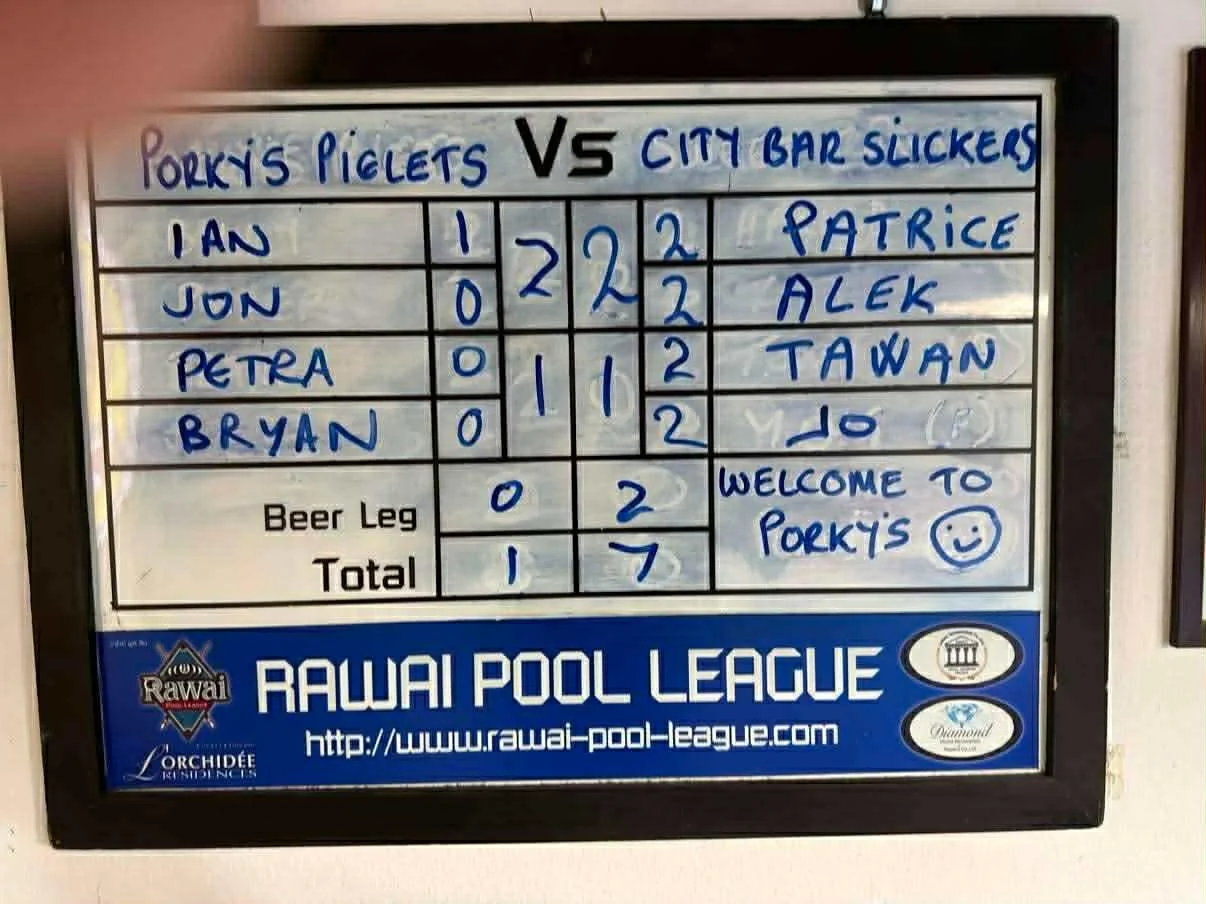 PORKY'S PIGLETS Vs CITY BAR SLICKERS
IAN 1 2 2 2 PATRICE
JON 0 2 ALEK
PETRA 0 1 1 2 TAWAN
BRYAN 0 2 JO (P)
Beer Leg 0 2 WELCOME TO
Total 1 7 PORKY'S
Rawai
Pool League
RAWAI POOL LEAGUE
http://www.rawai-pool-league.com
L'ORCHIDÉE
RESIDENCES
Diamond